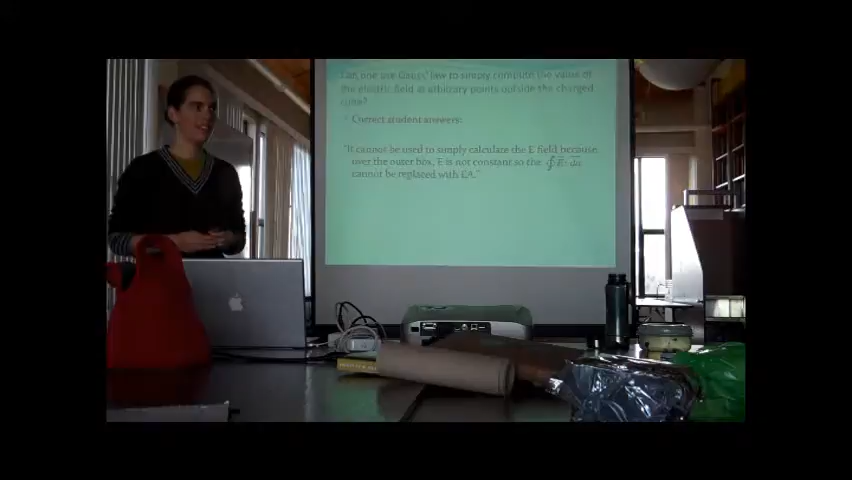 Can one use Gauss' law to simply compute the value of
the electric field at arbitrary points outside the charged
cube?
• Correct student answers:
"It cannot be used to simply calculate the E field because
over the outer box, E is not constant so the ∮E · da
cannot be replaced with EA."